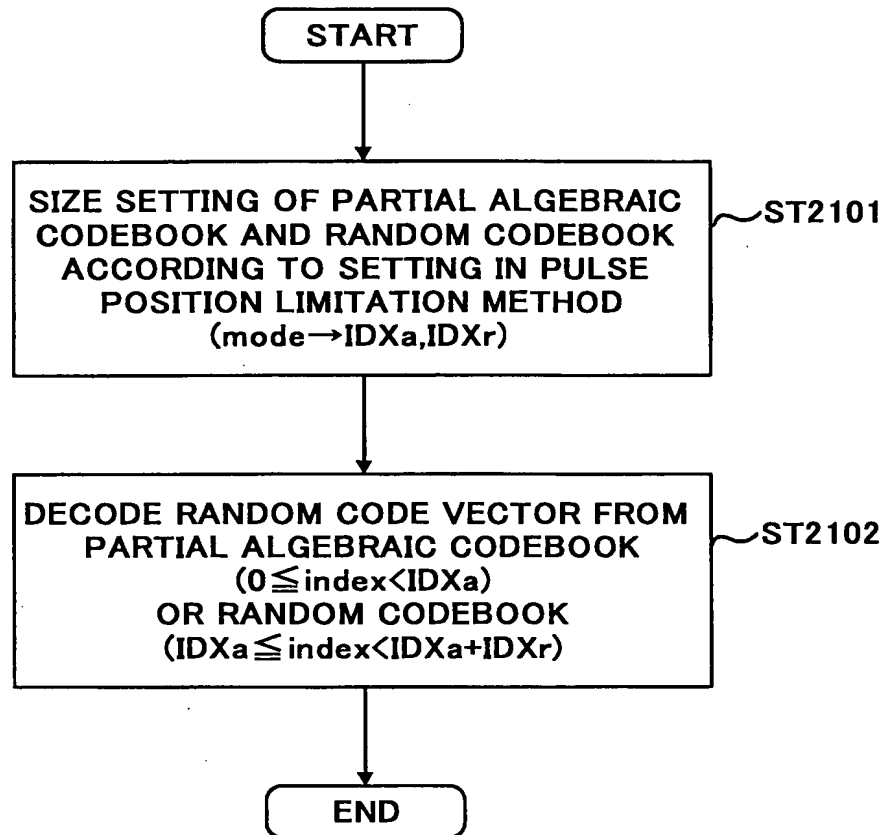 START
SIZE SETTING OF PARTIAL ALGEBRAIC
CODEBOOK AND RANDOM CODEBOOK
ACCORDING TO SETTING IN PULSE
POSITION LIMITATION METHOD
(mode→IDXa,IDXr)
ST2101
DECODE RANDOM CODE VECTOR FROM
PARTIAL ALGEBRAIC CODEBOOK
(0≦index<IDXa)
OR RANDOM CODEBOOK
(IDXa≦index<IDXa+IDXr)
ST2102
END